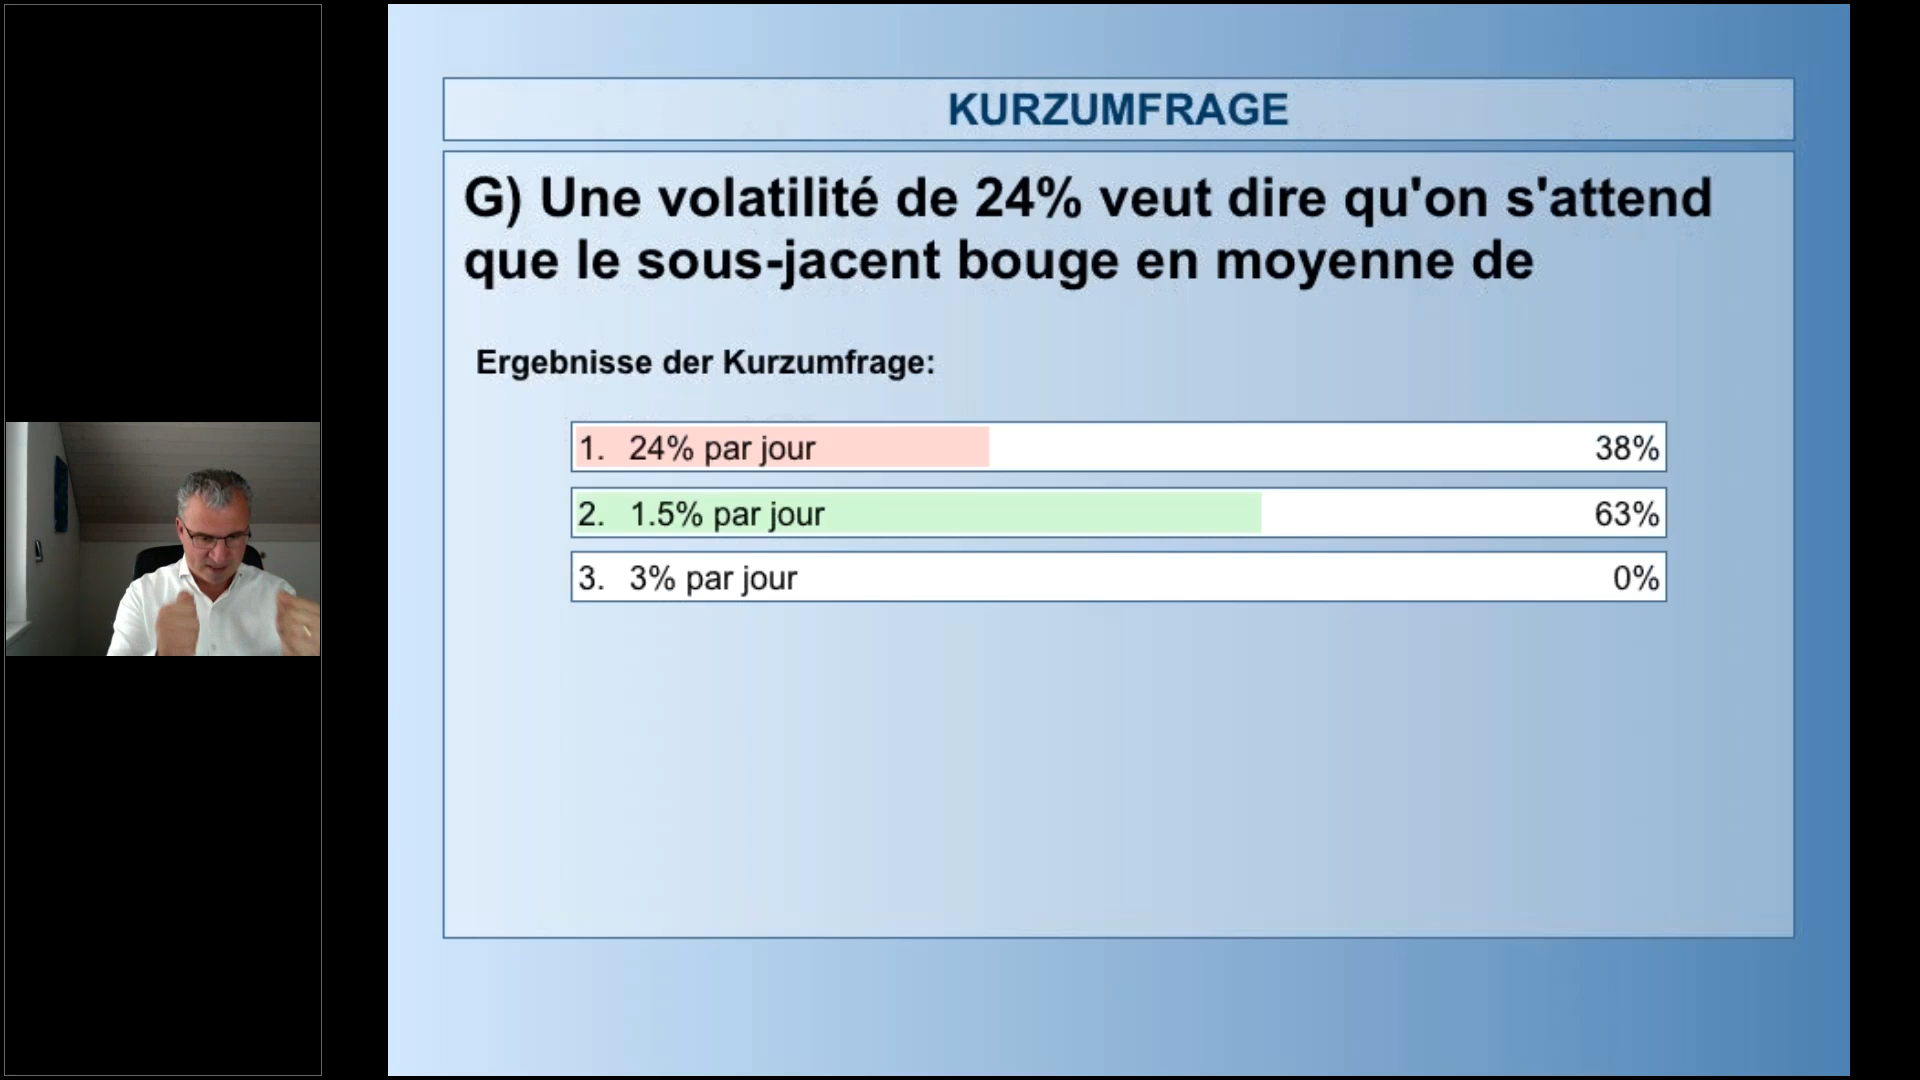 KURZUMFRAGE
G) Une volatilité de 24% veut dire qu'on s'attend
que le sous-jacent bouge en moyenne de
Ergebnisse der Kurzumfrage:
1. 24% par jour 38%
2. 1.5% par jour 63%
3. 3% par jour 0%